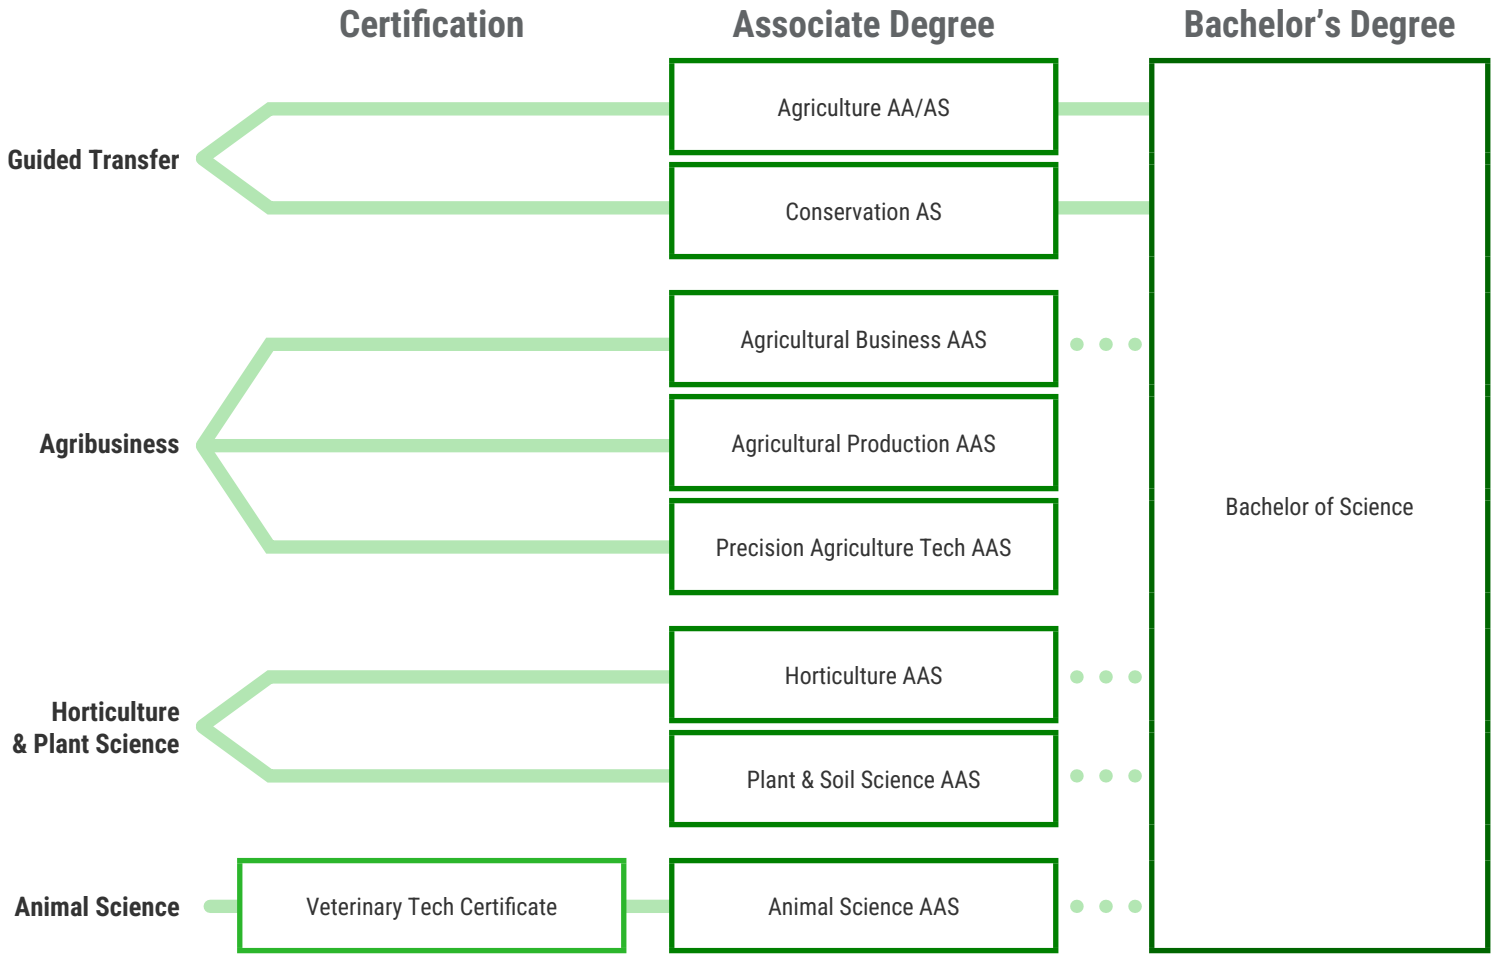 Certification
Associate Degree
Bachelor’s Degree
Guided Transfer
Agriculture AA/AS
Conservation AS
Agribusiness
Agricultural Business AAS
Agricultural Production AAS
Precision Agriculture Tech AAS
Bachelor of Science
Horticulture
& Plant Science
Horticulture AAS
Plant & Soil Science AAS
Animal Science
Veterinary Tech Certificate
Animal Science AAS